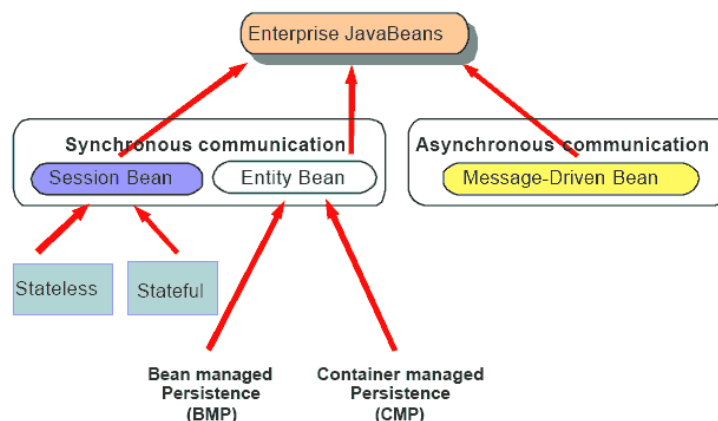 Enterprise JavaBeans
Synchronous communication
Asynchronous communication
Session Bean
Entity Bean
Message-Driven Bean
Stateless
Stateful
Bean managed
Persistence
(BMP)
Container managed
Persistence
(CMP)